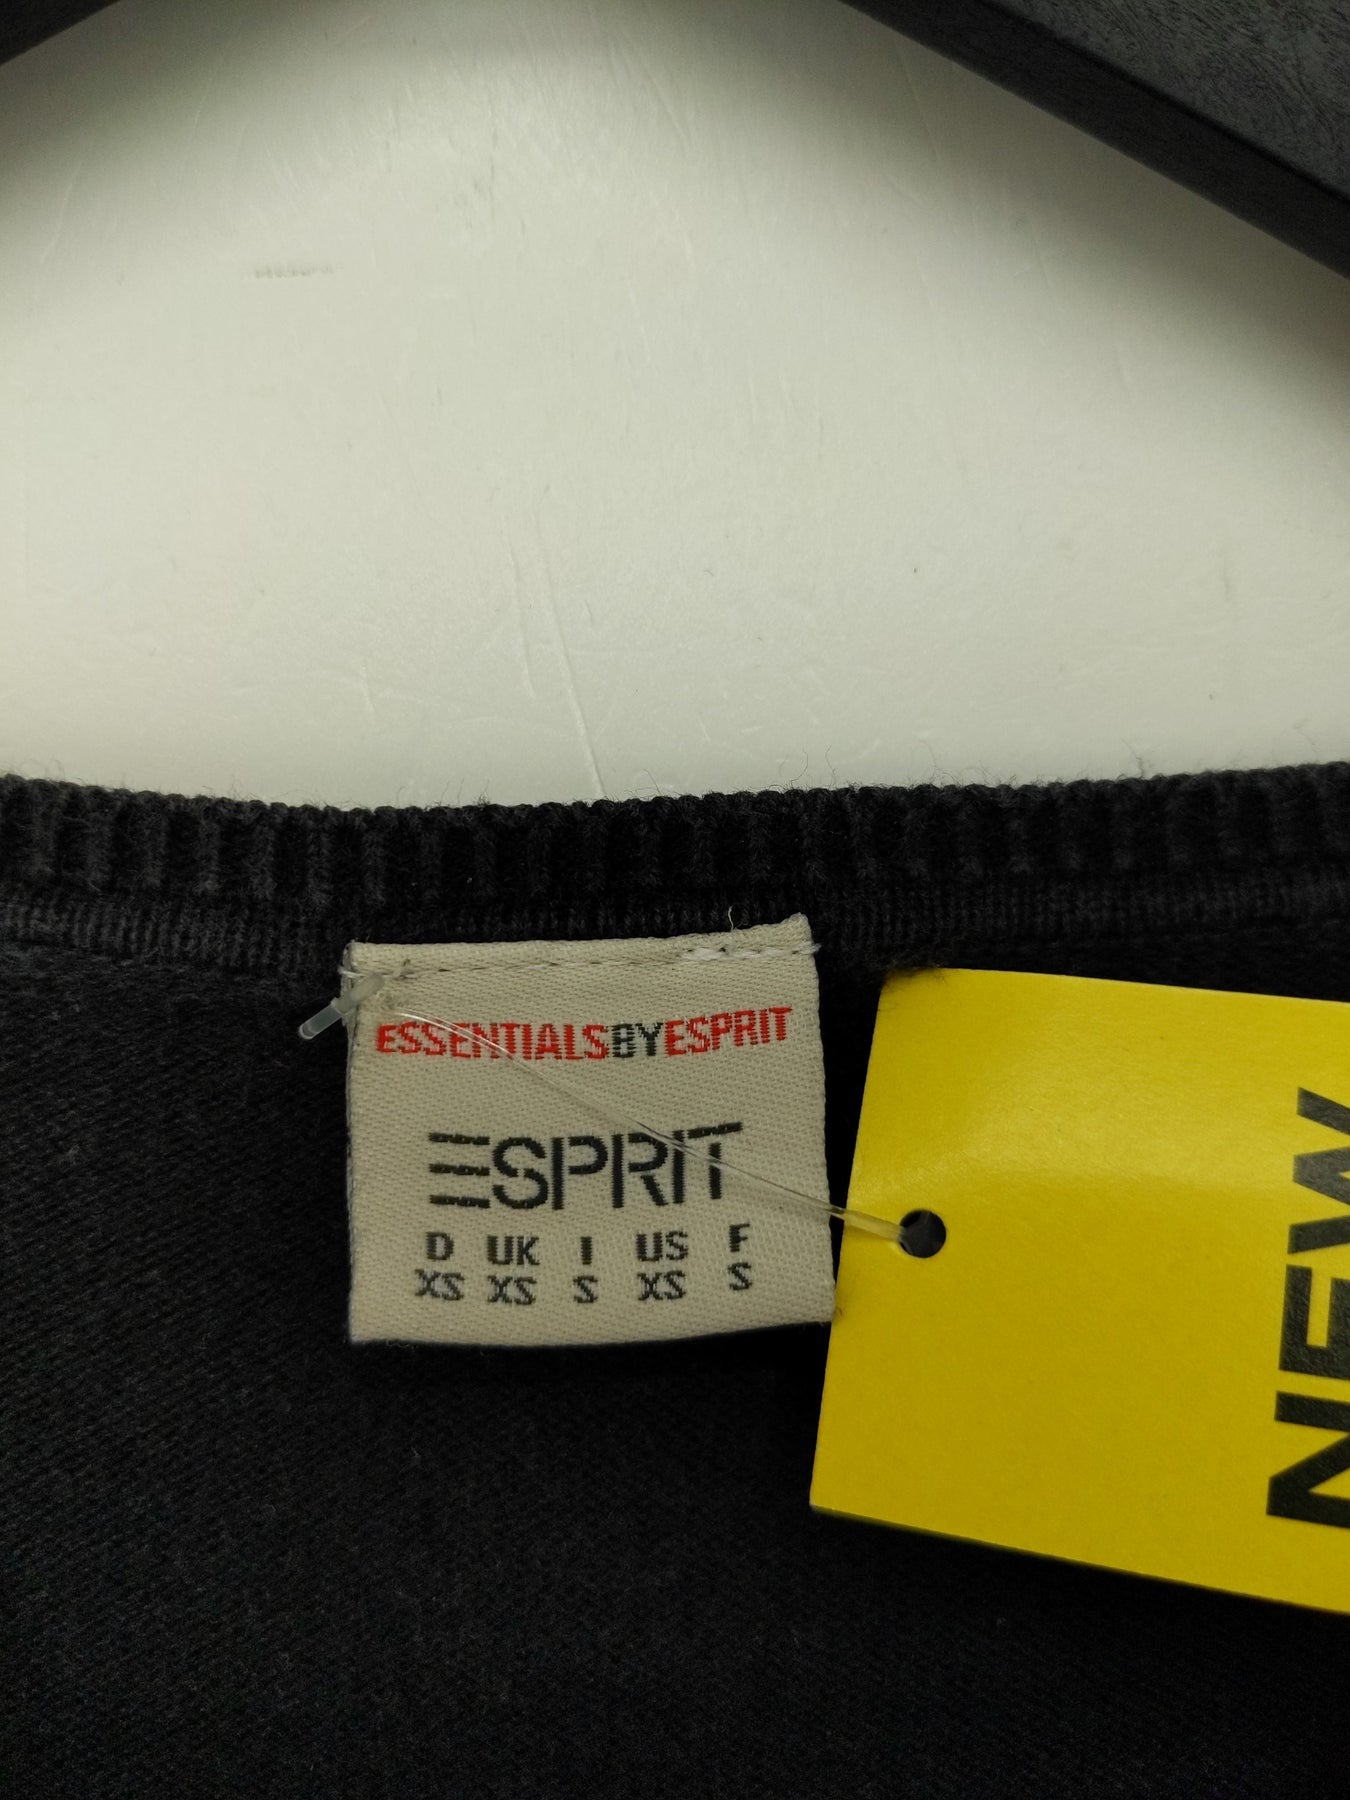 ESSENTIALSBYESPRIT
ESPRIT
D UK I US F
XS XS S XS S
NEW